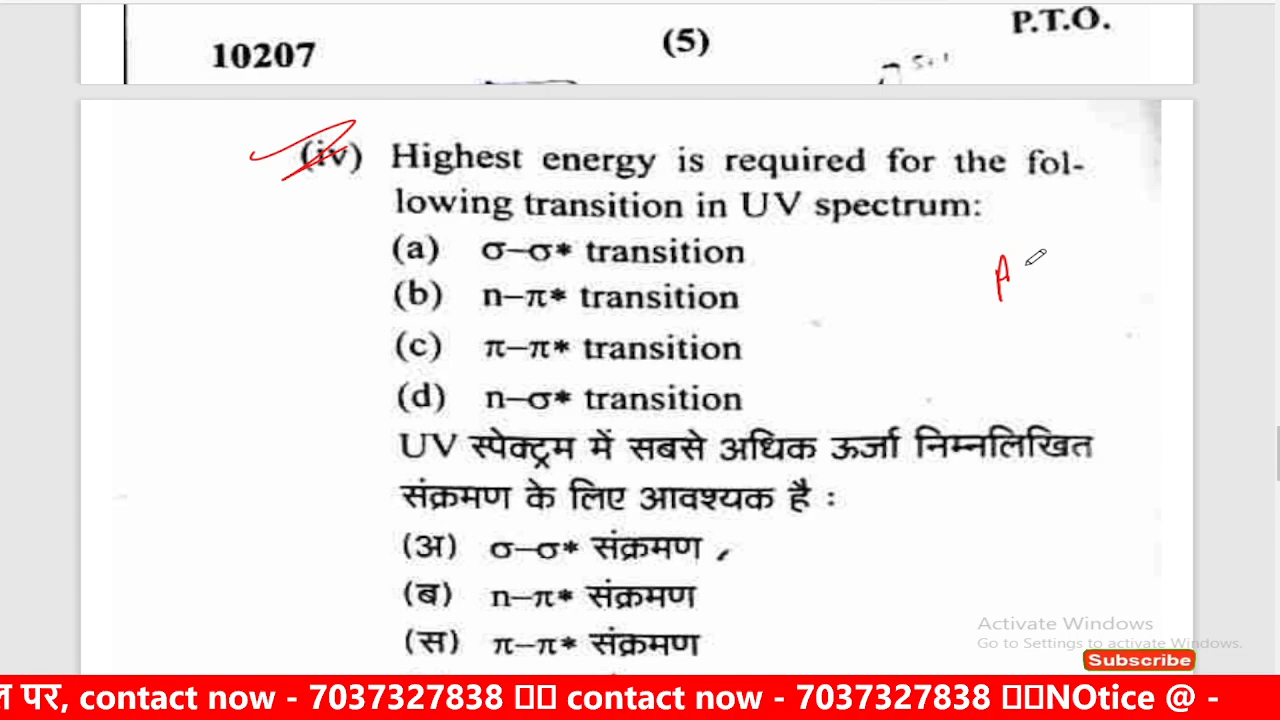 10207
(5)
P.T.O.
(iv) Highest energy is required for the fol-
lowing transition in UV spectrum:
(a) σ–σ* transition
(b) n–π* transition
(c) π–π* transition
(d) n–σ* transition
A
UV स्पेक्ट्रम में सबसे अधिक ऊर्जा निम्नलिखित
संक्रमण के लिए आवश्यक है :
(अ) σ–σ* संक्रमण
(ब) n–π* संक्रमण
(स) π–π* संक्रमण
Activate Windows
Go to Settings to activate Windows.
Subscribe
पर, contact now - 7037327838 contact now - 7037327838 NOtice @ -